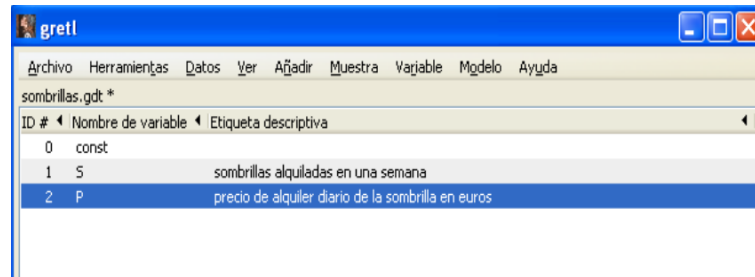 gretl
Archivo Herramientas Datos Ver Añadir Muestra Variable Modelo Ayuda
sombrillas.gdt *
ID # Nombre de variable Etiqueta descriptiva
0 const
1 S sombrillas alquiladas en una semana
2 P precio de alquiler diario de la sombrilla en euros